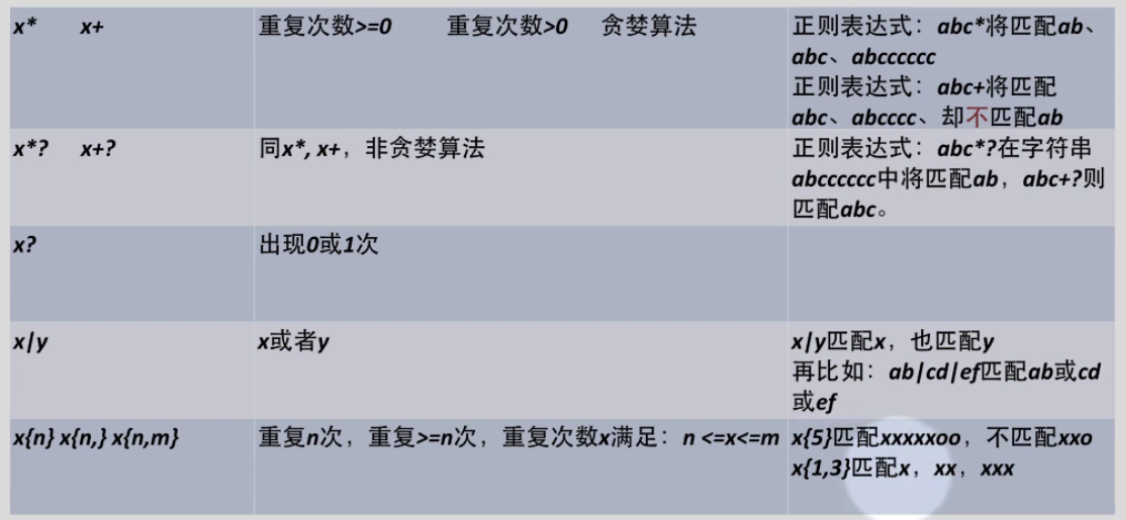 x* x+ 重复次数>=0 重复次数>0 贪婪算法 正则表达式：abc*将匹配ab、
abc、abcccccc
正则表达式：abc+将匹配
abc、abcccc、却不匹配ab
x*? x+? 同x*, x+，非贪婪算法 正则表达式：abc*?在字符串
abcccccc中将匹配ab，abc+?则
匹配abc。
x? 出现0或1次
x|y x或者y x|y匹配x，也匹配y
再比如：ab|cd|ef匹配ab或cd
或ef
x{n} x{n,} x{n,m} 重复n次，重复>=n次，重复次数x满足：n <=x<=m x{5}匹配xxxxxoo，不匹配xxo
x{1,3}匹配x，xx，xxx